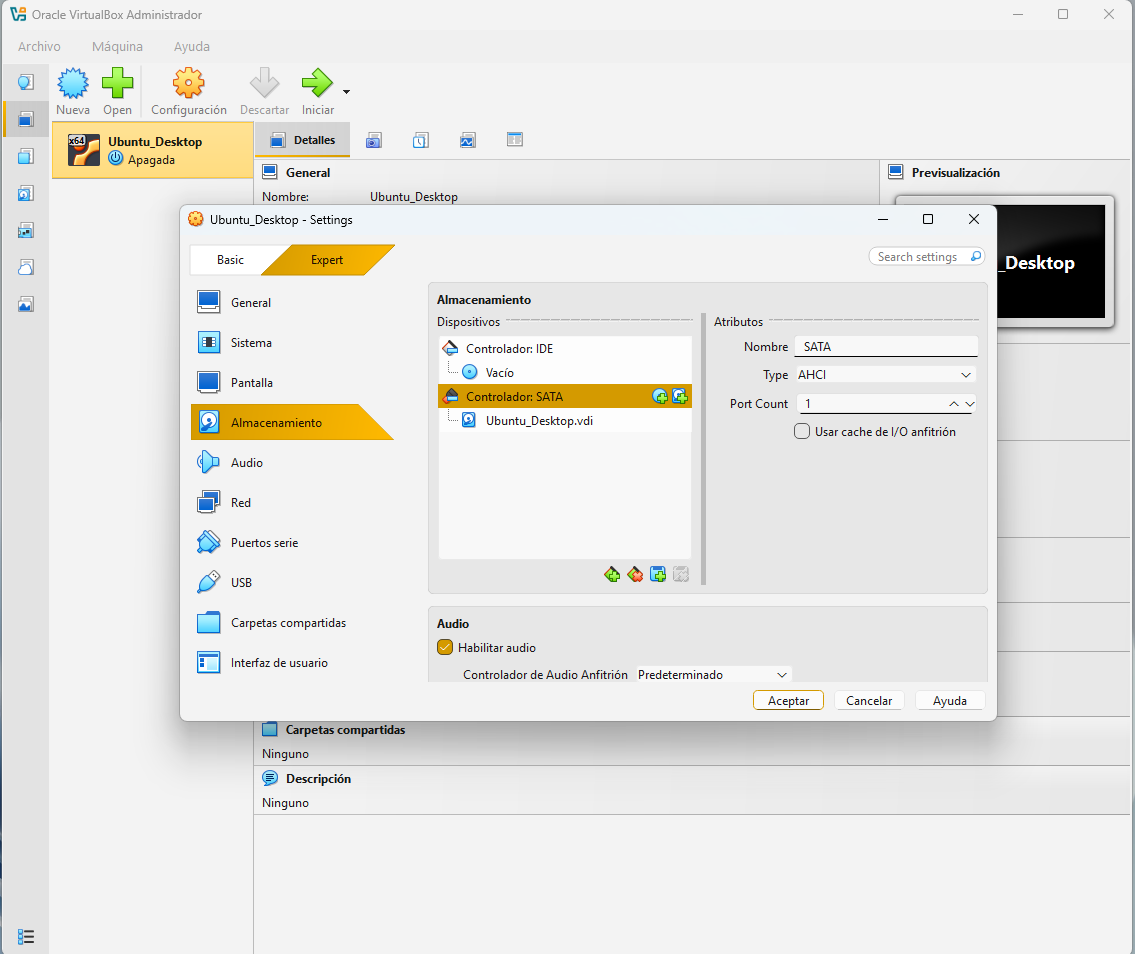 Oracle VirtualBox Administrador
Archivo Máquina Ayuda
Nueva Open Configuración Descartar Iniciar
x64 Ubuntu_Desktop
Apagada
Detalles
General
Nombre: Ubuntu_Desktop
Previsualización
_Desktop
Ubuntu_Desktop - Settings
Basic Expert
Search settings
General
Sistema
Pantalla
Almacenamiento
Audio
Red
Puertos serie
USB
Carpetas compartidas
Interfaz de usuario
Almacenamiento
Dispositivos
Controlador: IDE
Vacío
Controlador: SATA
Ubuntu_Desktop.vdi
Atributos
Nombre SATA
Type AHCI
Port Count 1
Usar cache de I/O anfitrión
Audio
Habilitar audio
Controlador de Audio Anfitrión Predeterminado
Aceptar Cancelar Ayuda
Carpetas compartidas
Ninguno
Descripción
Ninguno